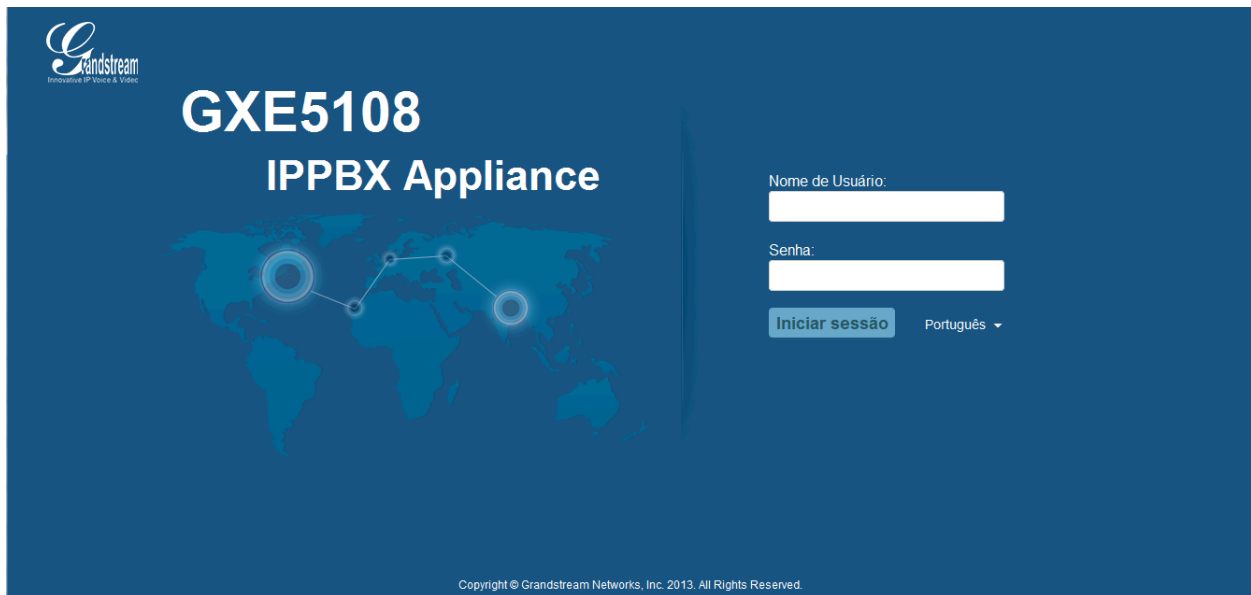 Grandstream
Innovative IP Voice & Video
GXE5108
IPPBX Appliance
Nome de Usuário:
Senha:
Iniciar sessão
Português
Copyright © Grandstream Networks, Inc. 2013. All Rights Reserved.